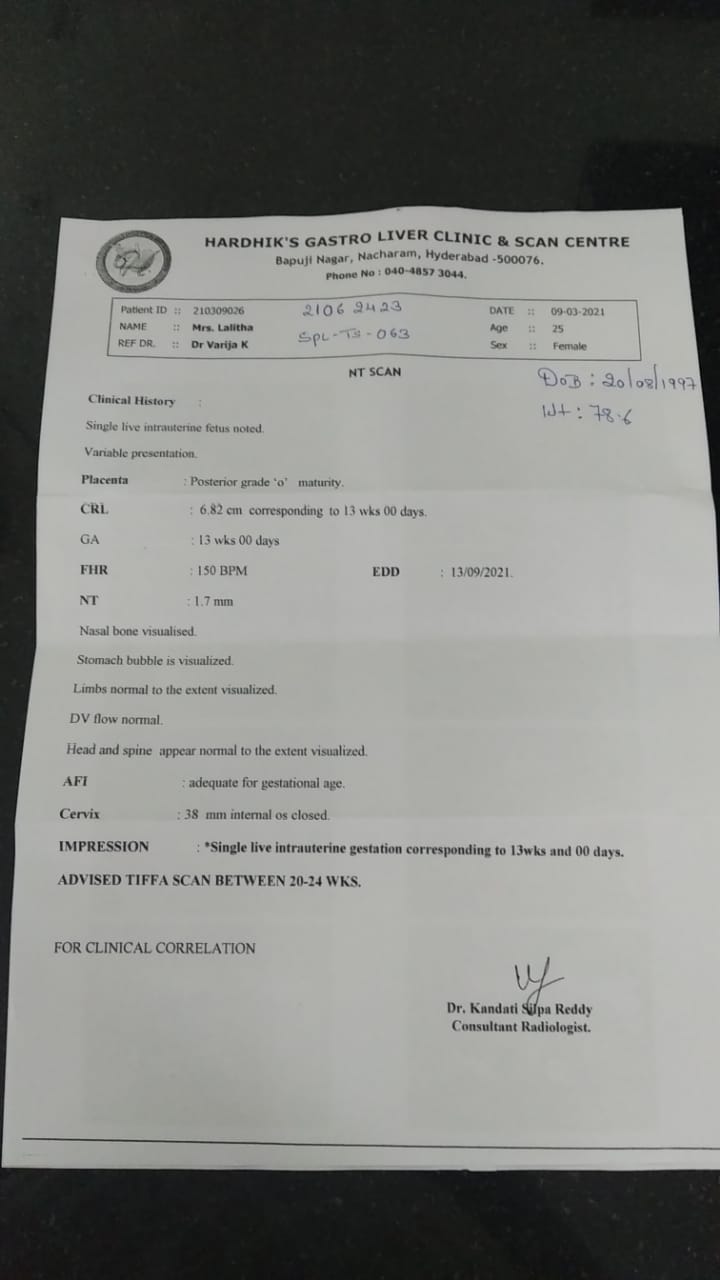 HARDHIK'S GASTRO LIVER CLINIC & SCAN CENTRE
Bapuji Nagar, Nacharam, Hyderabad -500076.
Phone No : 040-4857 3044.
Patient ID :: 210309026 21062423 DATE :: 09-03-2021
NAME :: Mrs. Lalitha SPL-TS-063 Age :: 25
REF DR. :: Dr Varija K Sex :: Female
NT SCAN
DOB : 20/08/1997
Wt : 78.6
Clinical History :
Single live intrauterine fetus noted.
Variable presentation.
Placenta : Posterior grade 'o' maturity.
CRL : 6.82 cm corresponding to 13 wks 00 days.
GA : 13 wks 00 days
FHR : 150 BPM EDD : 13/09/2021.
NT : 1.7 mm
Nasal bone visualised.
Stomach bubble is visualized.
Limbs normal to the extent visualized.
DV flow normal.
Head and spine appear normal to the extent visualized.
AFI : adequate for gestational age.
Cervix : 38 mm internal os closed.
IMPRESSION : *Single live intrauterine gestation corresponding to 13wks and 00 days.
ADVISED TIFFA SCAN BETWEEN 20-24 WKS.
FOR CLINICAL CORRELATION
Dr. Kandati Silpa Reddy
Consultant Radiologist.